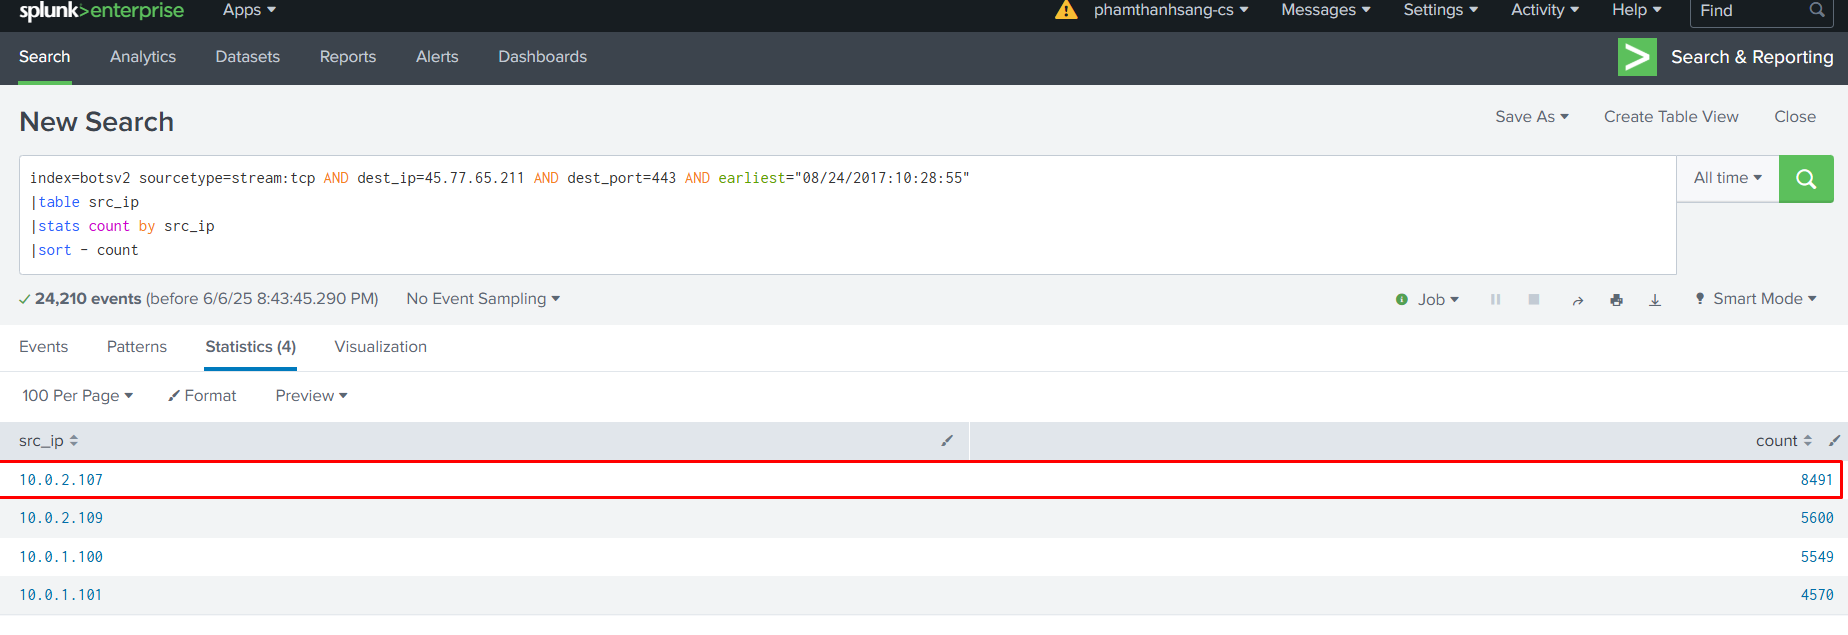 splunk>enterprise Apps phamthanhsang-cs Messages Settings Activity Help Find
Search Analytics Datasets Reports Alerts Dashboards Search & Reporting
New Search Save As Create Table View Close
index=botsv2 sourcetype=stream:tcp AND dest_ip=45.77.65.211 AND dest_port=443 AND earliest="08/24/2017:10:28:55" All time
|table src_ip
|stats count by src_ip
|sort - count
24,210 events (before 6/6/25 8:43:45.290 PM) No Event Sampling Job Smart Mode
Events Patterns Statistics (4) Visualization
100 Per Page Format Preview
src_ip count
10.0.2.107 8491
10.0.2.109 5600
10.0.1.100 5549
10.0.1.101 4570